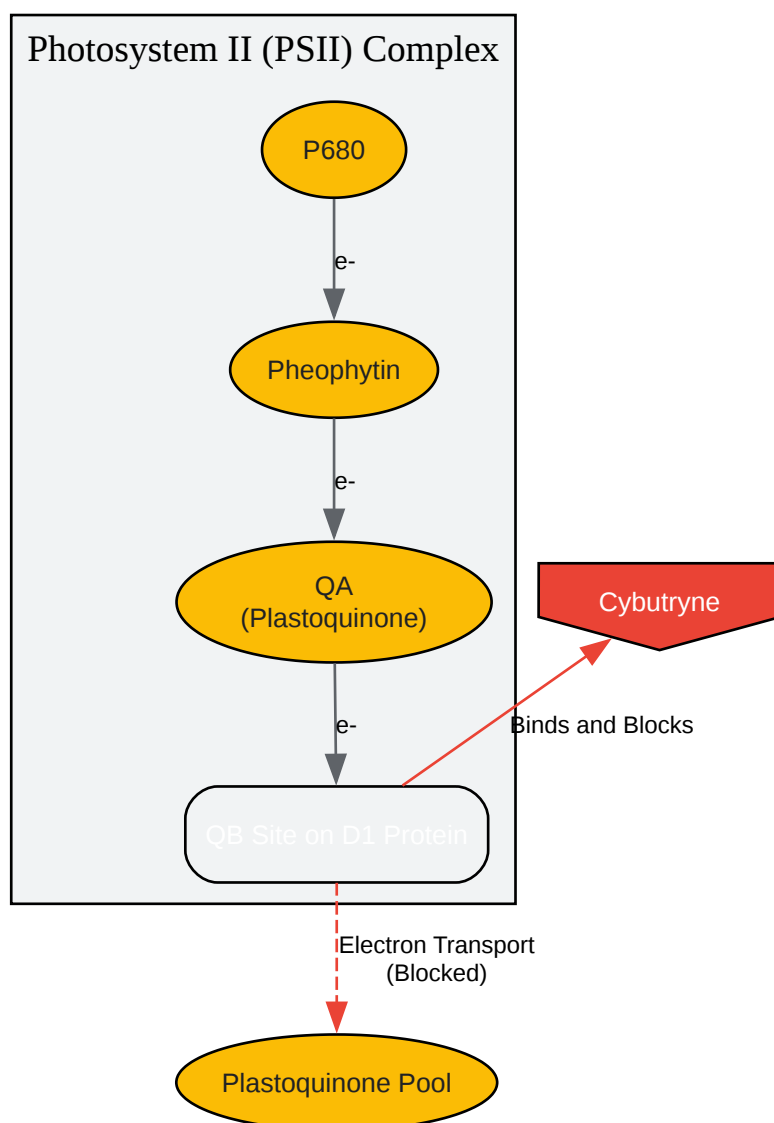 Photosystem II (PSII) Complex
P680
e-
Pheophytin
e-
QA
(Plastoquinone)
Cybutryne
e-
Binds and Blocks
QB Site on D1 Protein
Electron Transport
(Blocked)
Plastoquinone Pool